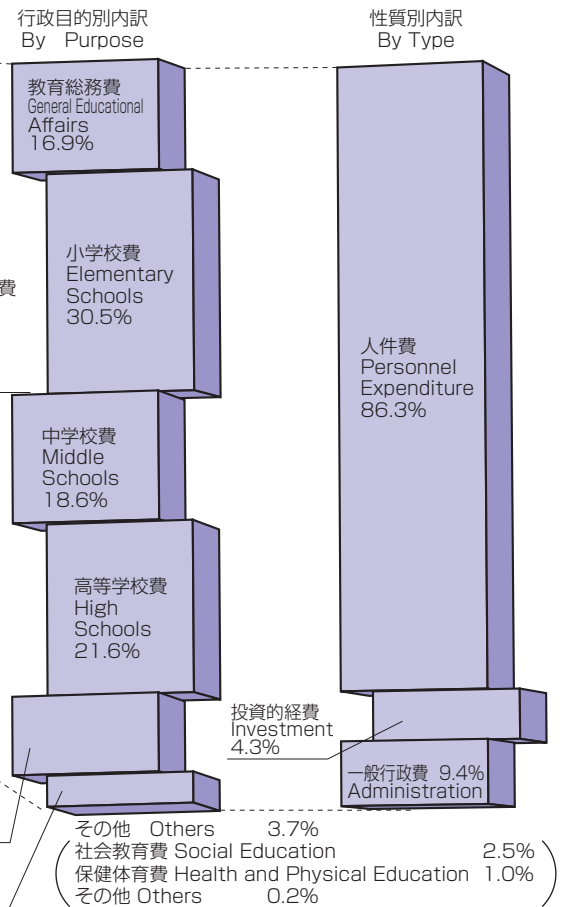 行政目的別内訳
By Purpose
教育総務費
General Educational
Affairs
16.9%
小学校費
Elementary
Schools
30.5%
費
中学校費
Middle
Schools
18.6%
高等学校費
High
Schools
21.6%
性質別内訳
By Type
人件費
Personnel
Expenditure
86.3%
投資的経費
Investment
4.3%
一般行政費 9.4%
Administration
その他 Others 3.7%
社会教育費 Social Education 2.5%
保健体育費 Health and Physical Education 1.0%
その他 Others 0.2%